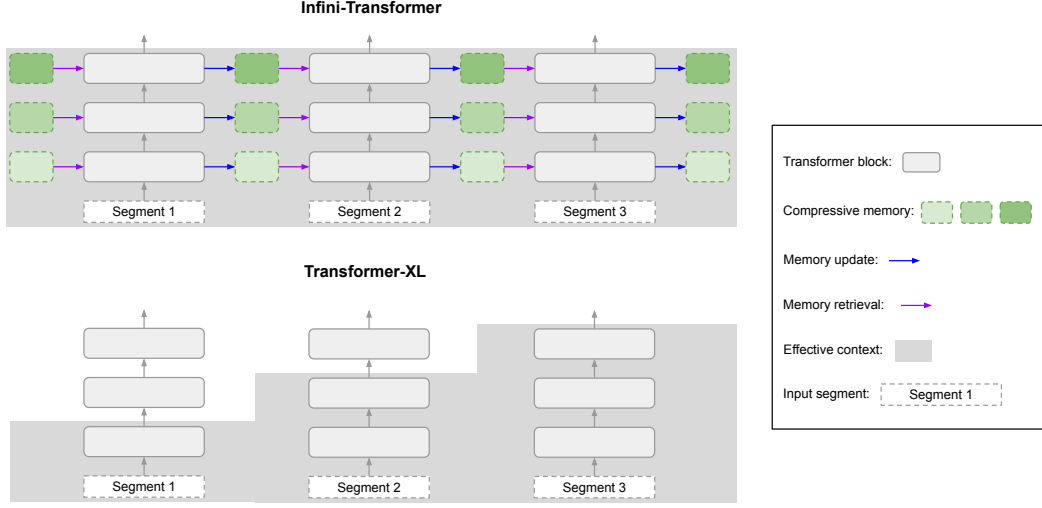 Infini-Transformer
Segment 1
Segment 2
Segment 3
Transformer-XL
Segment 1
Segment 2
Segment 3
Transformer block:
Compressive memory:
Memory update:
Memory retrieval:
Effective context:
Input segment:
Segment 1